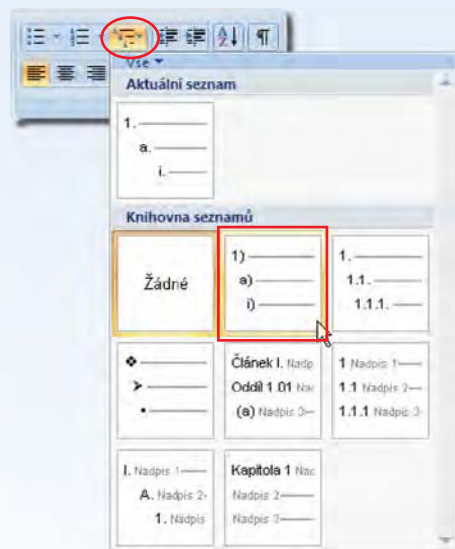 Vše
Aktuální seznam
1.
a.
i.
Knihovna seznamů
Žádné
1)
a)
i)
1.
1.1.
1.1.1.
Článek I. Nadp
Oddíl 1.01 Nad
(a) Nadpis 3
1 Nadpis 1
1.1 Nadpis 2
1.1.1 Nadpis 3
I. Nadpis 1
A. Nadpis 2
1. Nadpis
Kapitola 1 Nad
Nadpis 2
Nadpis 3